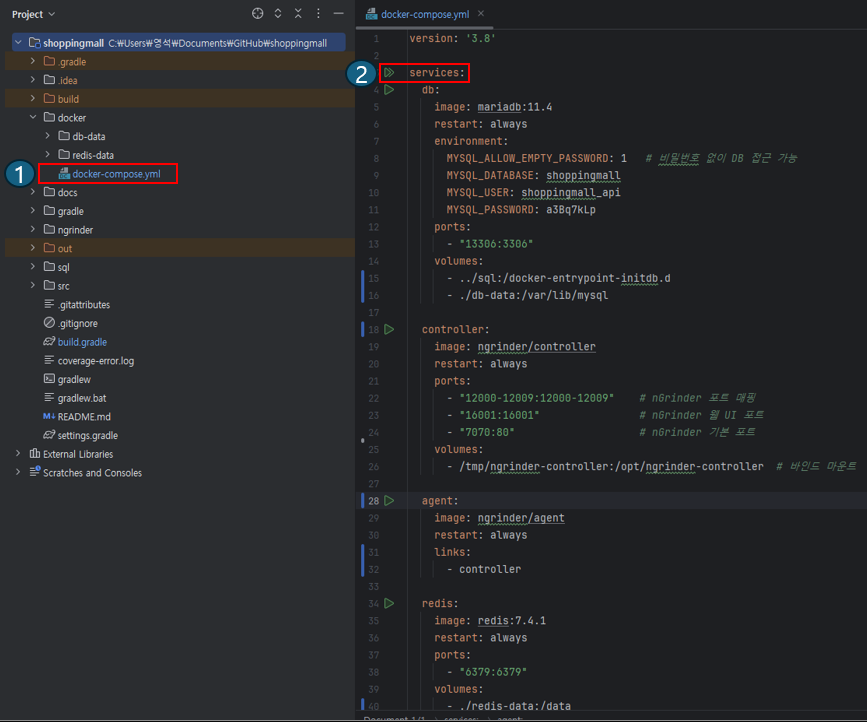 Project
shoppingmall C:₩Users₩영석₩Documents₩GitHub₩shoppingmall
.gradle
.idea
build
docker
db-data
redis-data
1
docker-compose.yml
docs
gradle
ngrinder
out
sql
src
.gitattributes
.gitignore
build.gradle
coverage-error.log
gradlew
gradlew.bat
M↓ README.md
settings.gradle
External Libraries
Scratches and Consoles
docker-compose.yml
1 version: '3.8'
2
2 services:
4 db:
5 image: mariadb:11.4
6 restart: always
7 environment:
8 MYSQL_ALLOW_EMPTY_PASSWORD: 1 # 비밀번호 없이 DB 접근 가능
9 MYSQL_DATABASE: shoppingmall
10 MYSQL_USER: shoppingmall_api
11 MYSQL_PASSWORD: a3Bq7kLp
12 ports:
13 - "13306:3306"
14 volumes:
15 - ../sql:/docker-entrypoint-initdb.d
16 - ./db-data:/var/lib/mysql
17
18 controller:
19 image: ngrinder/controller
20 restart: always
21 ports:
22 - "12000-12009:12000-12009" # nGrinder 포트 매핑
23 - "16001:16001" # nGrinder 웹 UI 포트
24 - "7070:80" # nGrinder 기본 포트
25 volumes:
26 - /tmp/ngrinder-controller:/opt/ngrinder-controller # 바인드 마운트
27
28 agent:
29 image: ngrinder/agent
30 restart: always
31 links:
32 - controller
33
34 redis:
35 image: redis:7.4.1
36 restart: always
37 ports:
38 - "6379:6379"
39 volumes:
40 - ./redis-data:/data
Document 1/1 services: agent: